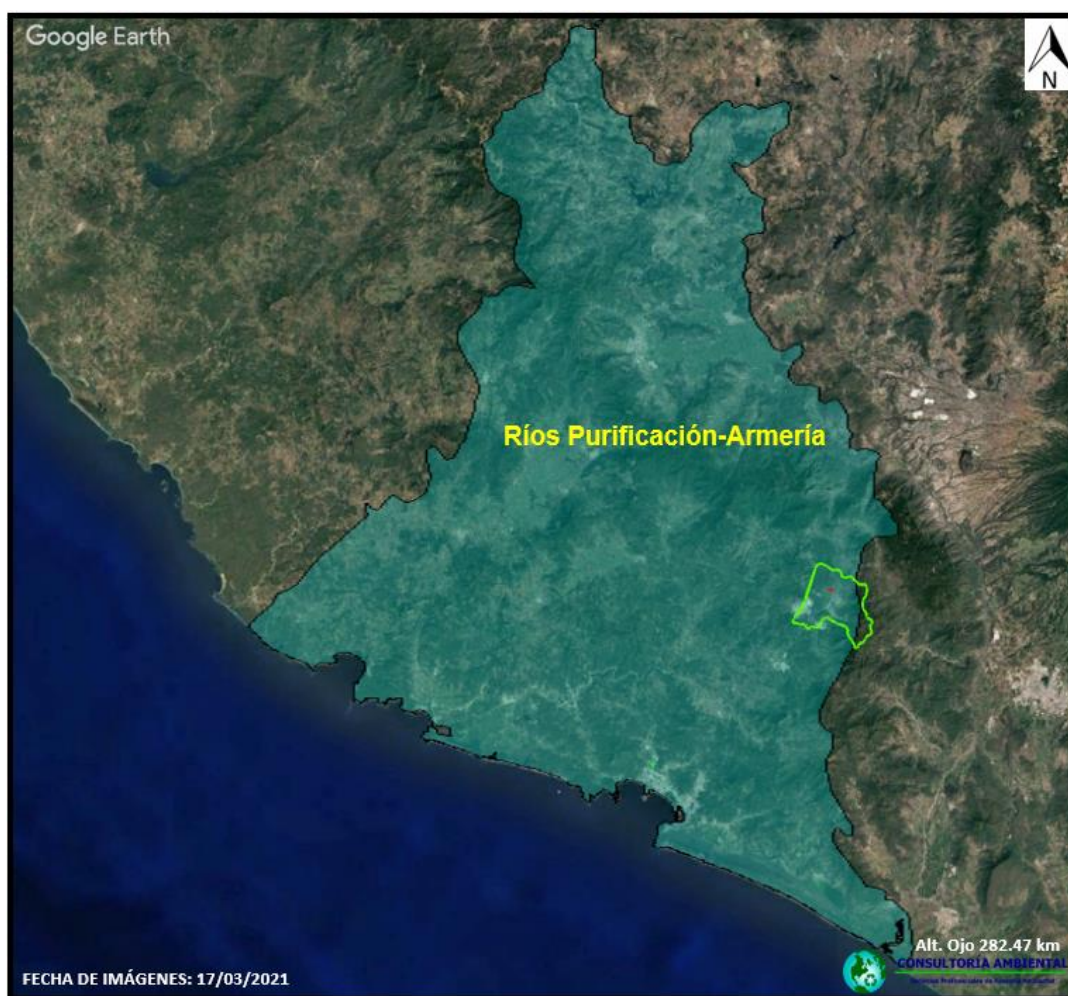 Google Earth
N
Ríos Purificación-Armería
Alt. Ojo 282.47 km
CONSULTORÍA AMBIENTAL
FECHA DE IMÁGENES: 17/03/2021